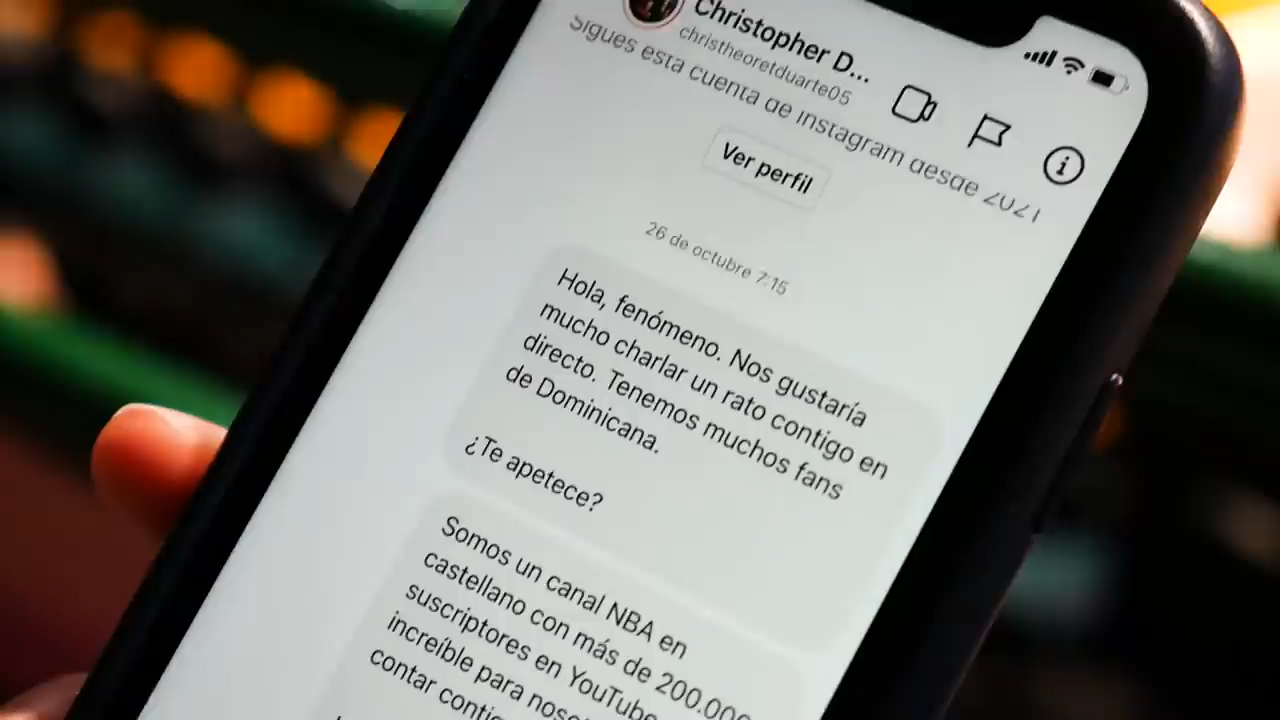 Christopher D...
christheoretduarte05
Sigues esta cuenta de Instagram desde 2021
Ver perfil
26 de octubre 7:15
Hola, fenómeno. Nos gustaría
mucho charlar un rato contigo en
directo. Tenemos muchos fans
de Dominicana.
¿Te apetece?
Somos un canal NBA en
castellano con más de 200.000
suscriptores en YouTube
increíble para
contar